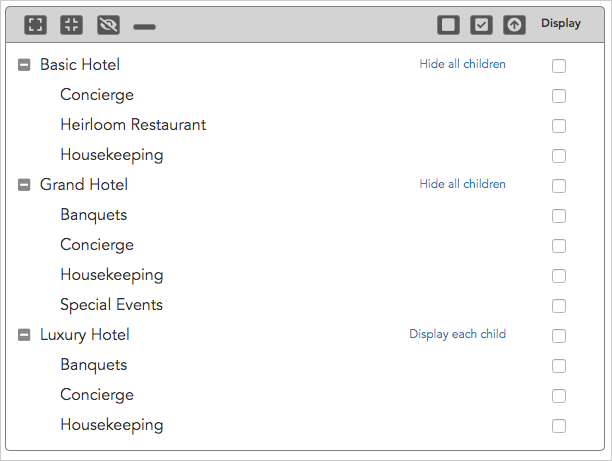 Display
Basic Hotel Hide all children
Concierge
Heirloom Restaurant
Housekeeping
Grand Hotel Hide all children
Banquets
Concierge
Housekeeping
Special Events
Luxury Hotel Display each child
Banquets
Concierge
Housekeeping